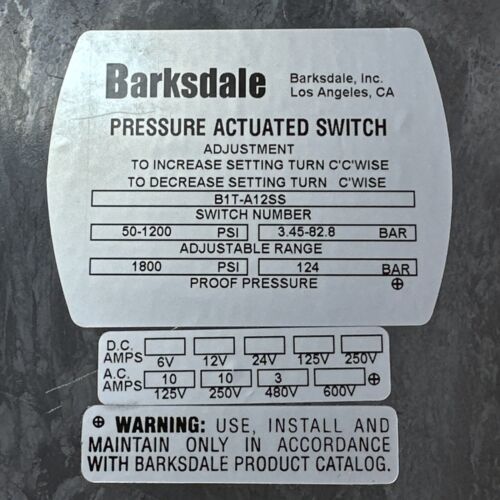 Barksdale
Barksdale, Inc.
Los Angeles, CA
PRESSURE ACTUATED SWITCH
ADJUSTMENT
TO INCREASE SETTING TURN C'C'WISE
TO DECREASE SETTING TURN C'WISE
B1T-A12SS
SWITCH NUMBER
50-1200 PSI 3.45-82.8 BAR
ADJUSTABLE RANGE
1800 PSI 124 BAR
PROOF PRESSURE
D.C. AMPS
6V 12V 24V 125V 250V
A.C. AMPS 10 10 3
125V 250V 480V 600V
WARNING: USE, INSTALL AND
MAINTAIN ONLY IN ACCORDANCE
WITH BARKSDALE PRODUCT CATALOG.